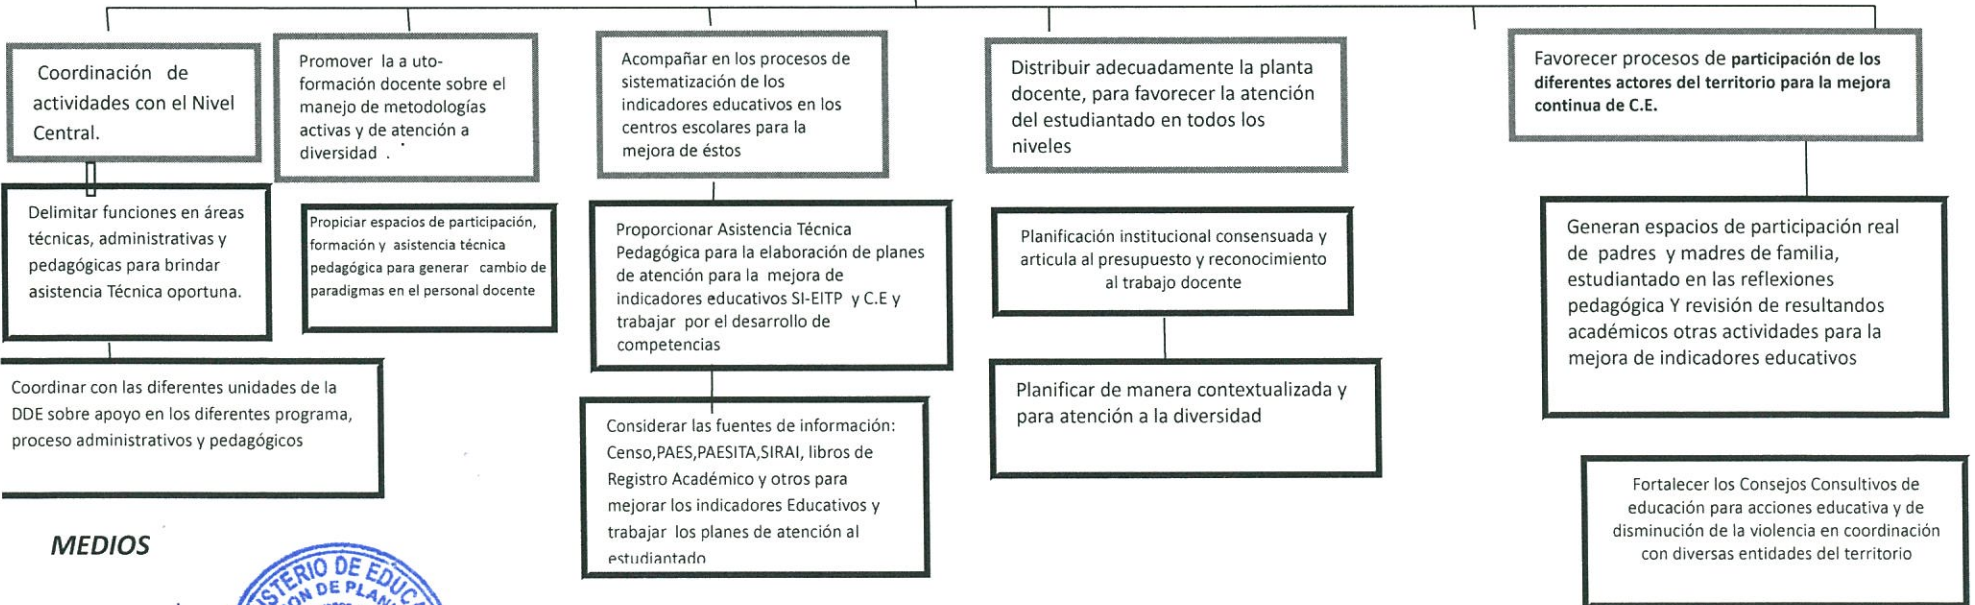 Coordinación de
actividades con el Nivel
Central.
Promover la a uto-
formación docente sobre el
manejo de metodologías
activas y de atención a
diversidad .
Acompañar en los procesos de
sistematización de los
indicadores educativos en los
centros escolares para la
mejora de éstos
Distribuir adecuadamente la planta
docente, para favorecer la atención
del estudiantado en todos los
niveles
Favorecer procesos de participación de los
diferentes actores del territorio para la mejora
continua de C.E.
Delimitar funciones en áreas
técnicas, administrativas y
pedagógicas para brindar
asistencia Técnica oportuna.
Propiciar espacios de participación,
formación y asistencia técnica
pedagógica para generar cambio de
paradigmas en el personal docente
Proporcionar Asistencia Técnica
Pedagógica para la elaboración de planes
de atención para la mejora de
indicadores educativos SI-EITP y C.E y
trabajar por el desarrollo de
competencias
Planificación institucional consensuada y
articula al presupuesto y reconocimiento
al trabajo docente
Generan espacios de participación real
de padres y madres de familia,
estudiantado en las reflexiones
pedagógica Y revisión de resultandos
académicos otras actividades para la
mejora de indicadores educativos
Coordinar con las diferentes unidades de la
DDE sobre apoyo en los diferentes programa,
proceso administrativos y pedagógicos
Considerar las fuentes de información:
Censo,PAES,PAESITA,SIRAI, libros de
Registro Académico y otros para
mejorar los indicadores Educativos y
trabajar los planes de atención al
estudiantado
Planificar de manera contextualizada y
para atención a la diversidad
Fortalecer los Consejos Consultivos de
educación para acciones educativa y de
disminución de la violencia en coordinación
con diversas entidades del territorio
MEDIOS
STERIO DE EDUC
ON DE PLAN